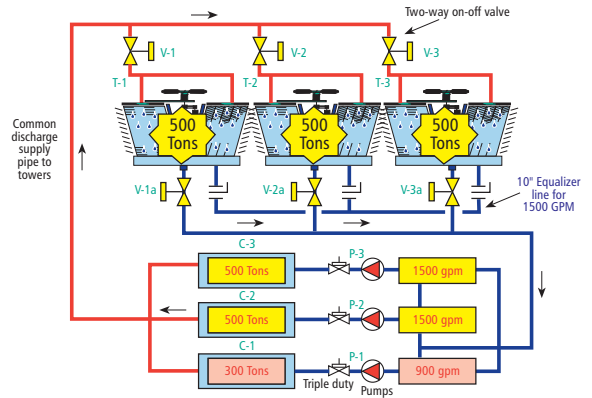 Two-way on-off valve
V-1
V-2
V-3
T-1
T-2
T-3
500
Tons
500
Tons
500
Tons
Common
discharge
supply
pipe to
towers
V-1a
V-2a
V-3a
10" Equalizer
line for
1500 GPM
C-3
500 Tons
P-3
1500 gpm
C-2
500 Tons
P-2
1500 gpm
C-1
300 Tons
P-1
900 gpm
Triple duty
Pumps